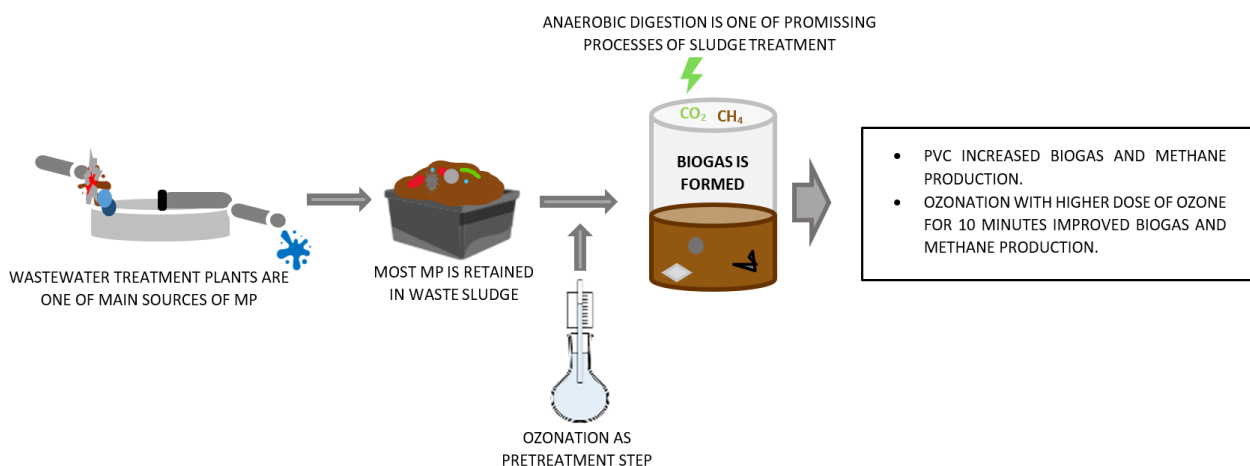 ANAEROBIC DIGESTION IS ONE OF PROMISSING
PROCESSES OF SLUDGE TREATMENT
CO₂ CH₄
BIOGAS IS
FORMED
WASTEWATER TREATMENT PLANTS ARE
ONE OF MAIN SOURCES OF MP
MOST MP IS RETAINED
IN WASTE SLUDGE
OZONATION AS
PRETREATMENT STEP
• PVC INCREASED BIOGAS AND METHANE
PRODUCTION.
• OZONATION WITH HIGHER DOSE OF OZONE
FOR 10 MINUTES IMPROVED BIOGAS AND
METHANE PRODUCTION.